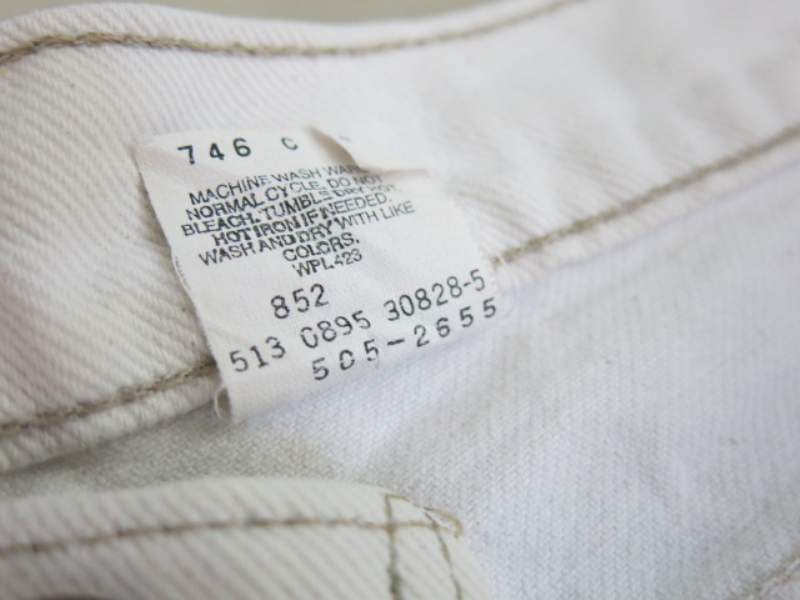 746 C
MACHINE WASH WARM
NORMAL CYCLE. DO NOT
BLEACH. TUMBLE DRY HOT.
HOT IRON IF NEEDED.
WASH AND DRY WITH LIKE
COLORS.
WPL423
852
513 0895 30828-5
505-2655